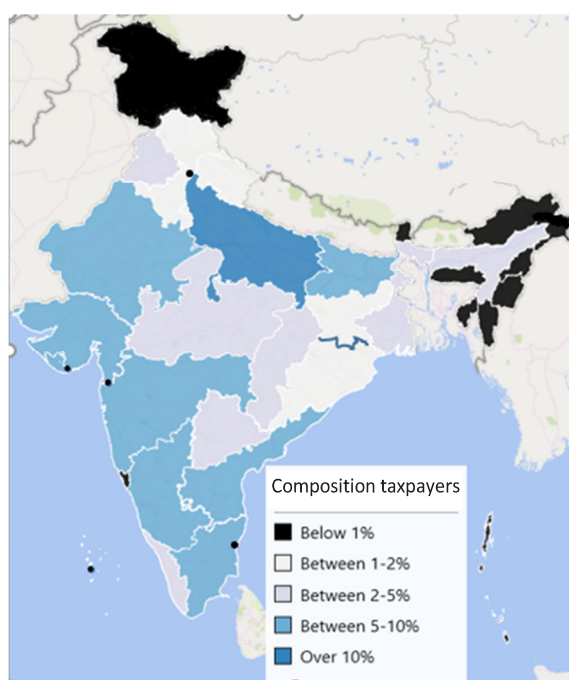 Composition taxpayers
Below 1%
Between 1-2%
Between 2-5%
Between 5-10%
Over 10%